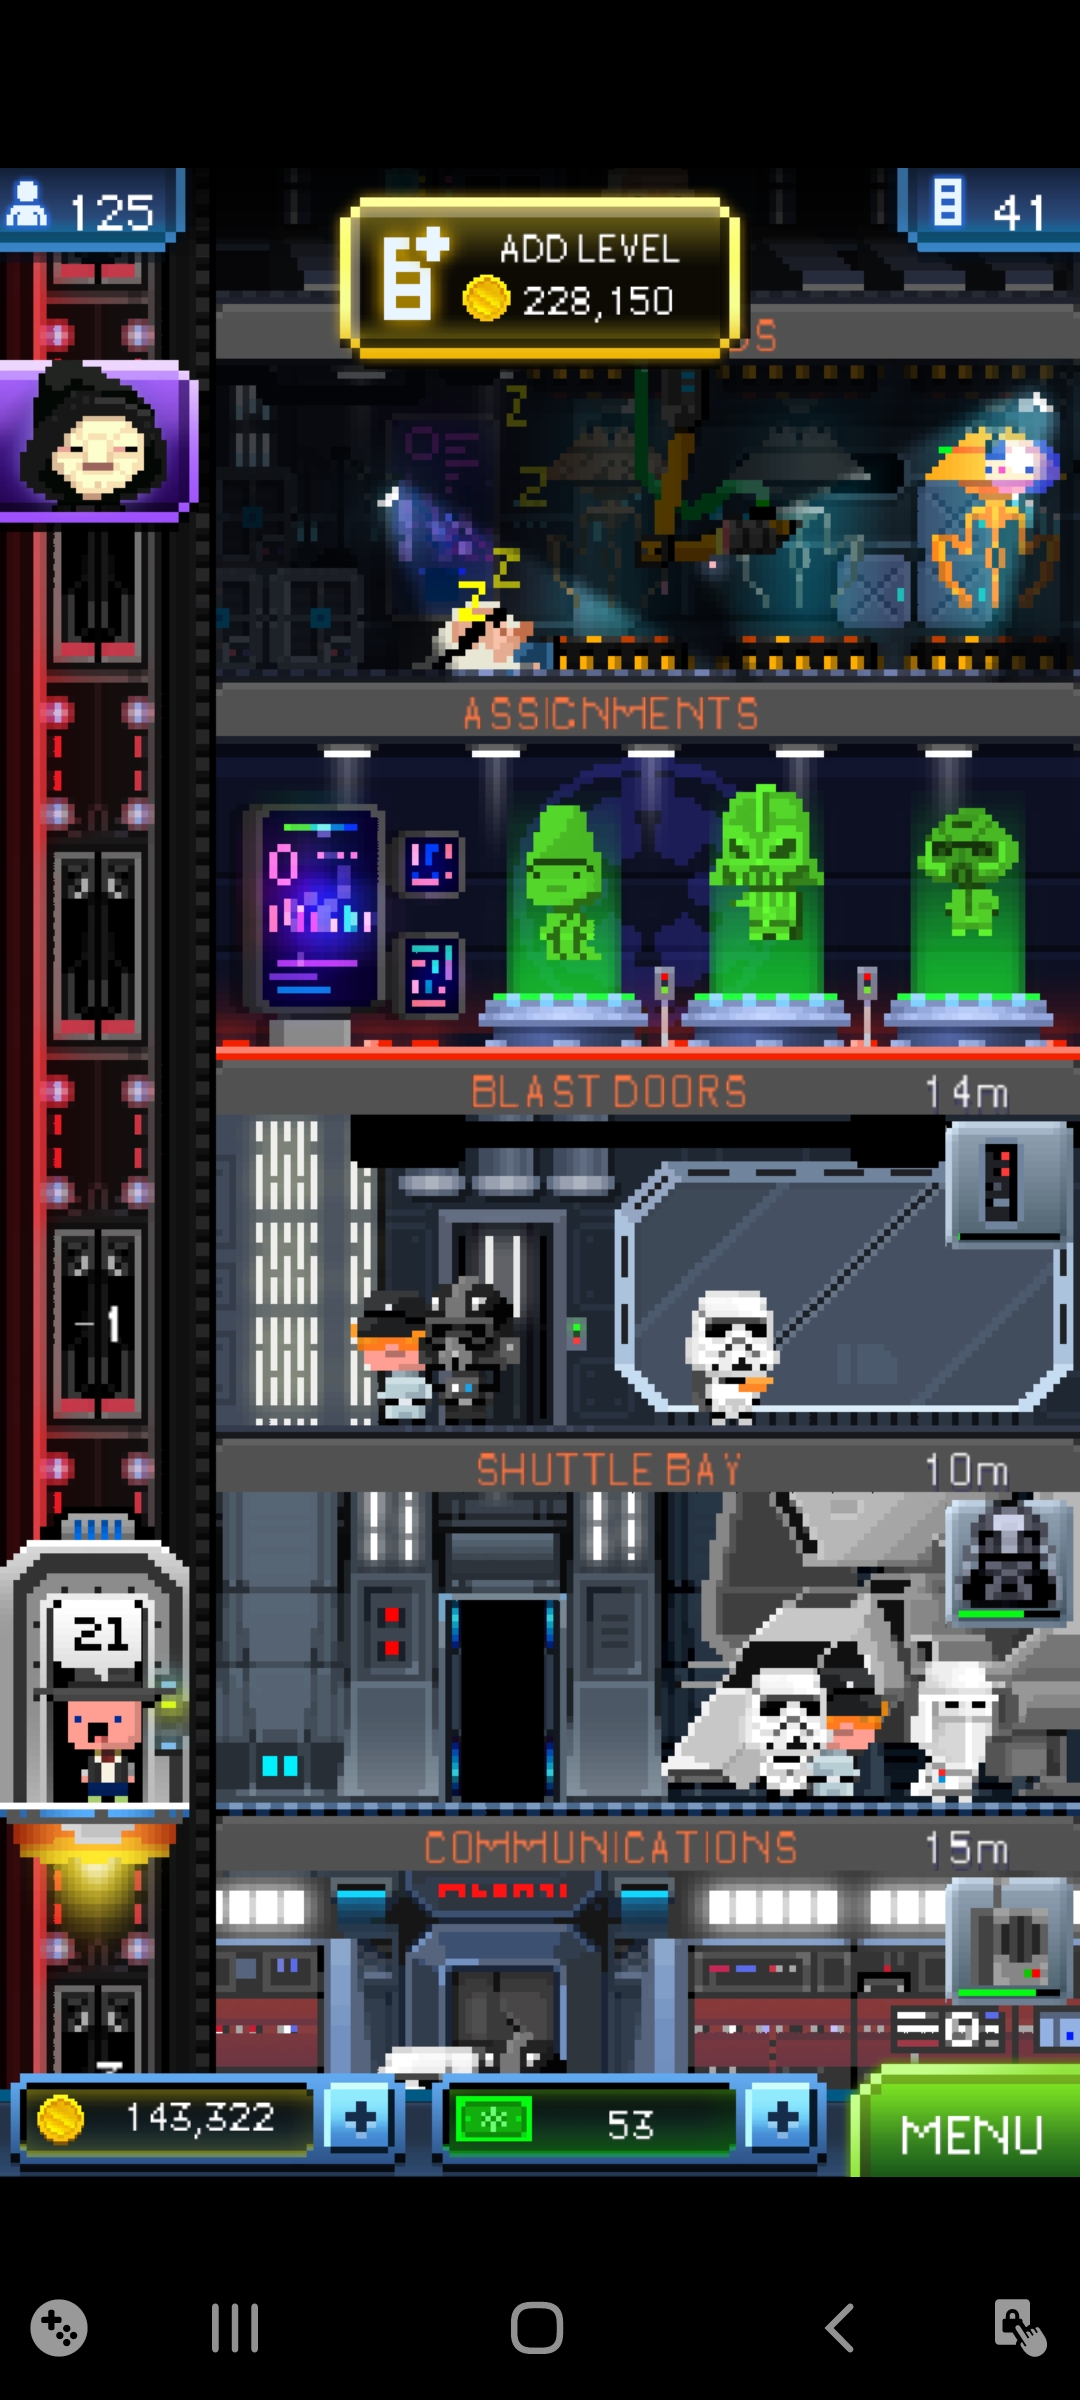 125
ADD LEVEL
228,150
41
Z
Z
Z
Z
ASSIGNMENTS
BLAST DOORS 14m
-1
SHUTTLE BAY 10m
21
COMMUNICATIONS 15m
143,322
53
MENU